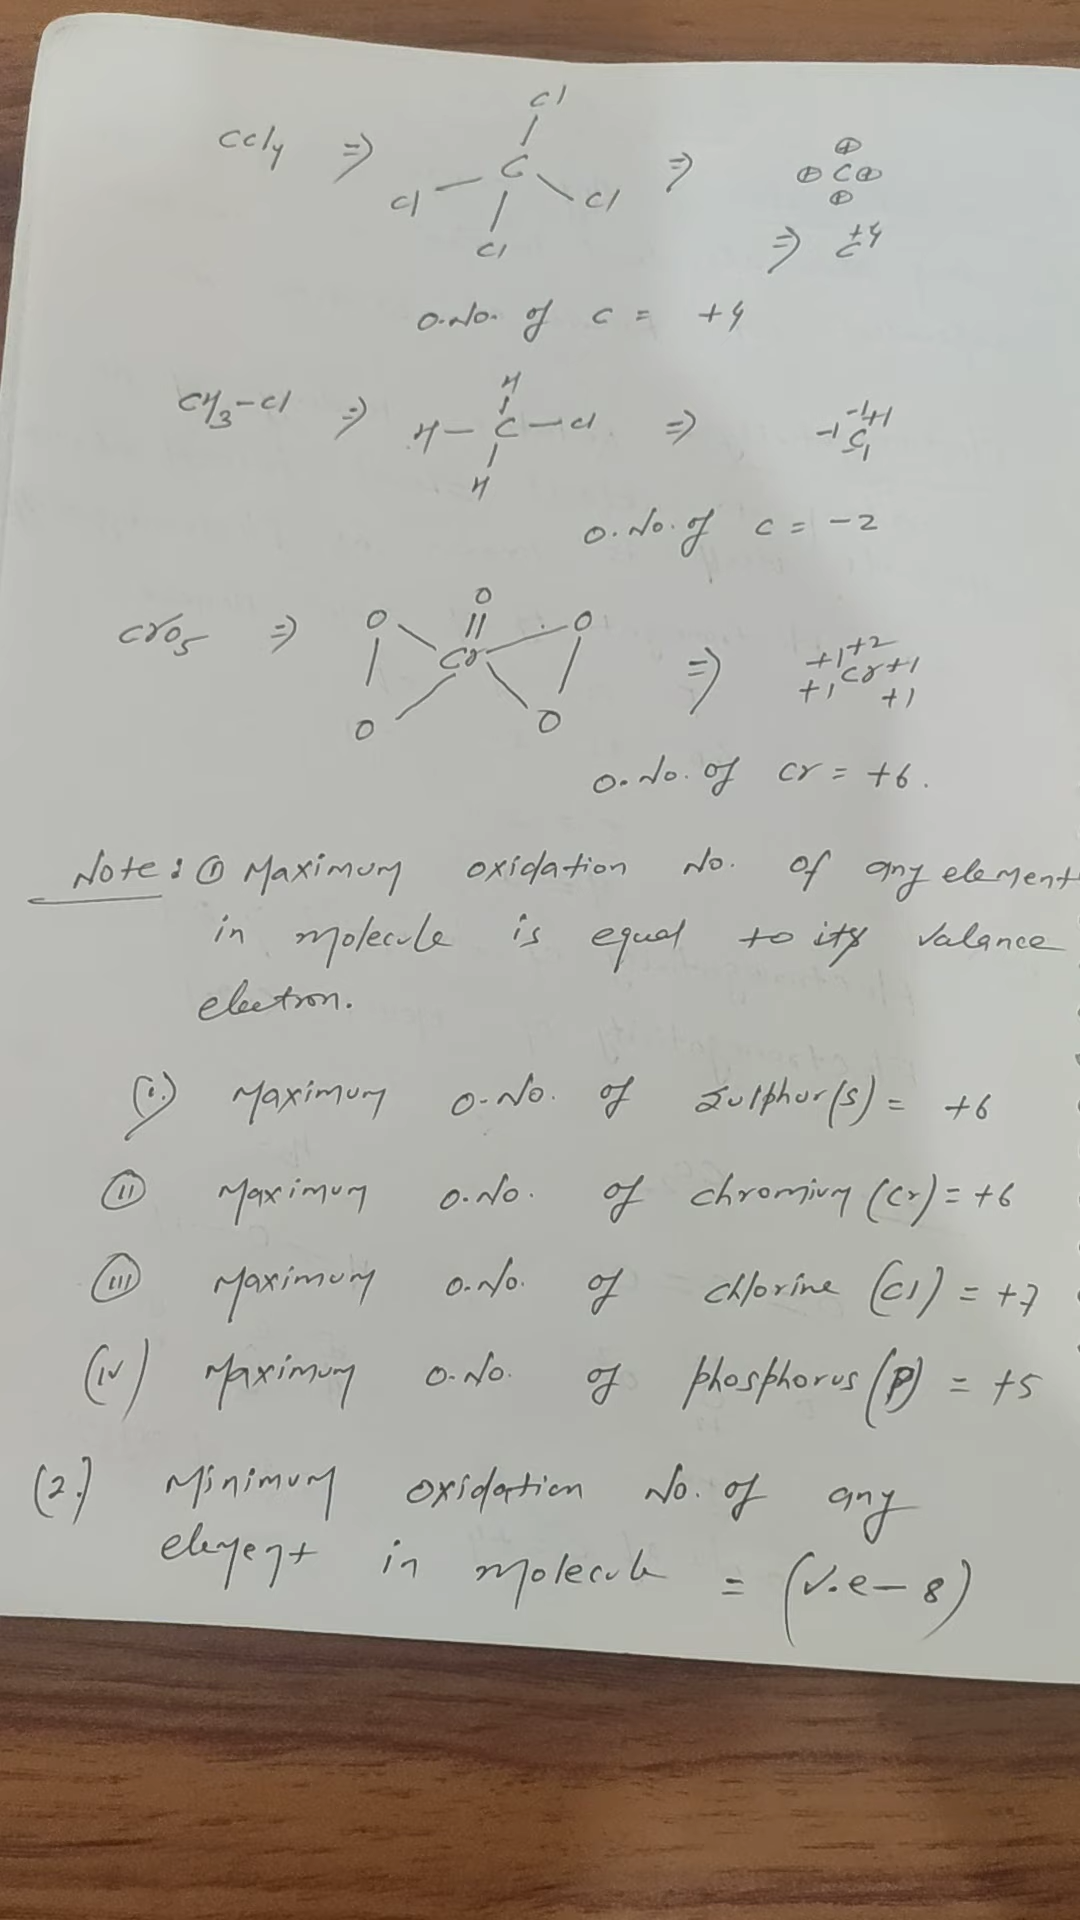 Cl
CCl4 ⇒ C ⇒ ⊕
Cl Cl ⊕ C ⊕
Cl ⊕
⇒ C+4
O.No. of C = +4
H
CH3-Cl ⇒ H-C-Cl ⇒ -1 C -1 +1
H -1
O.No. of C = -2
O
CrO5 ⇒ O Cr O ⇒ +1 +2 Cr +1
O O +1 +1
O.No. of Cr = +6.
Note: ① Maximum oxidation No. of any element
in molecule is equal to its valance
electron.
(i.) Maximum O.No. of Sulphur(S) = +6
(ii) Maximum O.No. of chromium (Cr) = +6
(iii) Maximum O.No. of chlorine (Cl) = +7
(iv) Maximum O.No. of phosphorus (P) = +5
(2.) Minimum oxidation No. of any
element in molecule = (V.e - 8)